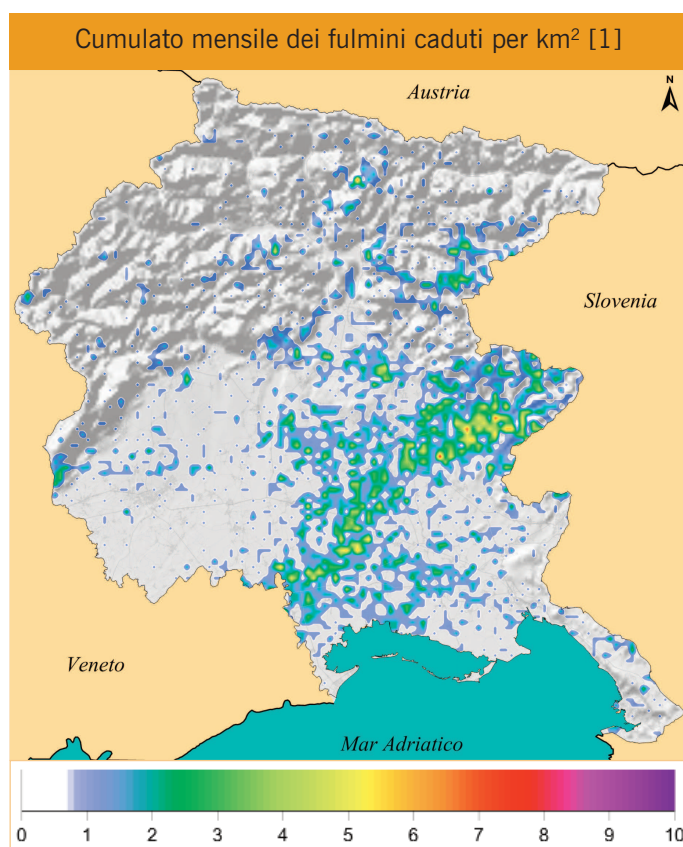 Cumulato mensile dei fulmini caduti per km² [1]
Austria
N
Slovenia
Veneto
Mar Adriatico
0 1 2 3 4 5 6 7 8 9 10